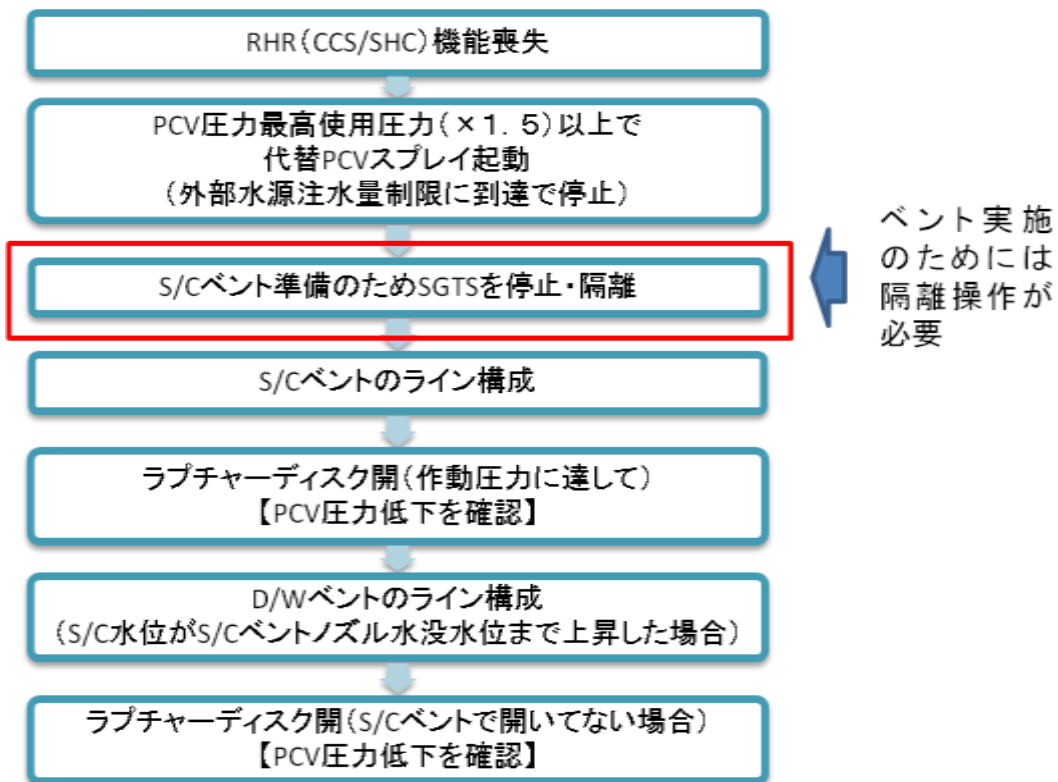 RHR(CCS/SHC)機能喪失
PCV圧力最高使用圧力(×1.5)以上で
代替PCVスプレイ起動
(外部水源注水量制限に到達で停止)
S/Cベント準備のためSGTSを停止・隔離
S/Cベントのライン構成
ラプチャーディスク開(作動圧力に達して)
【PCV圧力低下を確認】
D/Wベントのライン構成
(S/C水位がS/Cベントノズル水没水位まで上昇した場合)
ラプチャーディスク開(S/Cベントで開いてない場合)
【PCV圧力低下を確認】
ベント実施
のためには
隔離操作が
必要